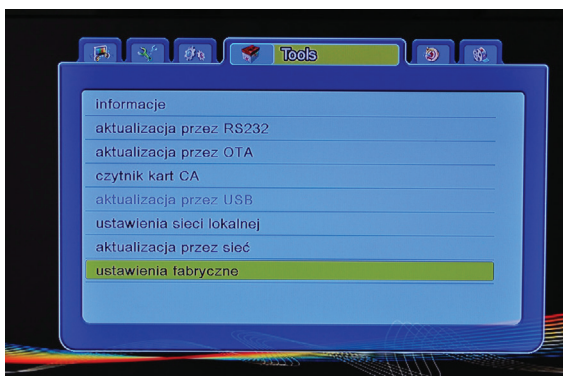 Tools
informacje
aktualizacja przez RS232
aktualizacja przez OTA
czytnik kart CA
aktualizacja przez USB
ustawienia sieci lokalnej
aktualizacja przez sieć
ustawienia fabryczne